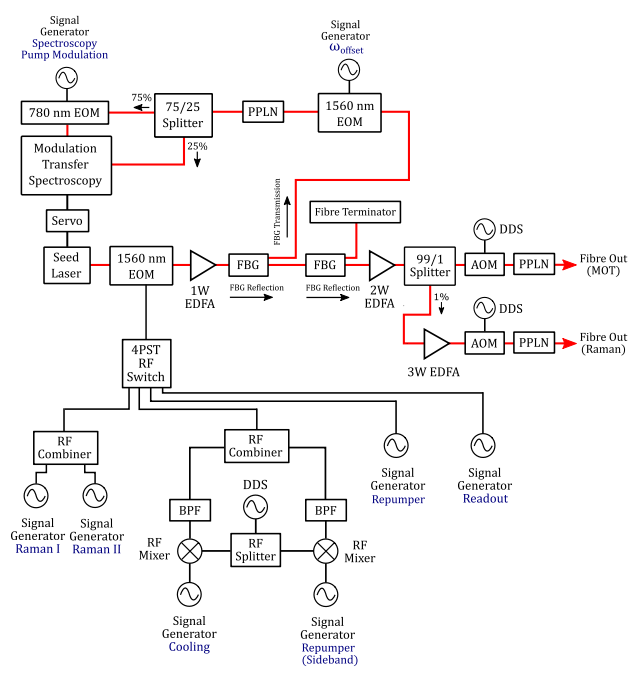 Signal
Generator
Spectroscopy
Pump Modulation
Signal
Generator
ωoffset
75%
780 nm EOM
75/25
Splitter
PPLN
1560 nm
EOM
Modulation
Transfer
Spectroscopy
25%
FBG Transmission
Servo
Fibre Terminator
Seed
Laser
1560 nm
EOM
1W
EDFA
FBG
FBG Reflection
FBG
FBG Reflection
2W
EDFA
99/1
Splitter
DDS
AOM
PPLN
Fibre Out
(MOT)
1%
DDS
3W EDFA
AOM
PPLN
Fibre Out
(Raman)
4PST
RF
Switch
RF
Combiner
RF
Combiner
Signal
Generator
Repumper
Signal
Generator
Readout
Signal
Generator
Raman I
Signal
Generator
Raman II
BPF
DDS
BPF
RF
Mixer
RF
Splitter
RF
Mixer
Signal
Generator
Cooling
Signal
Generator
Repumper
(Sideband)